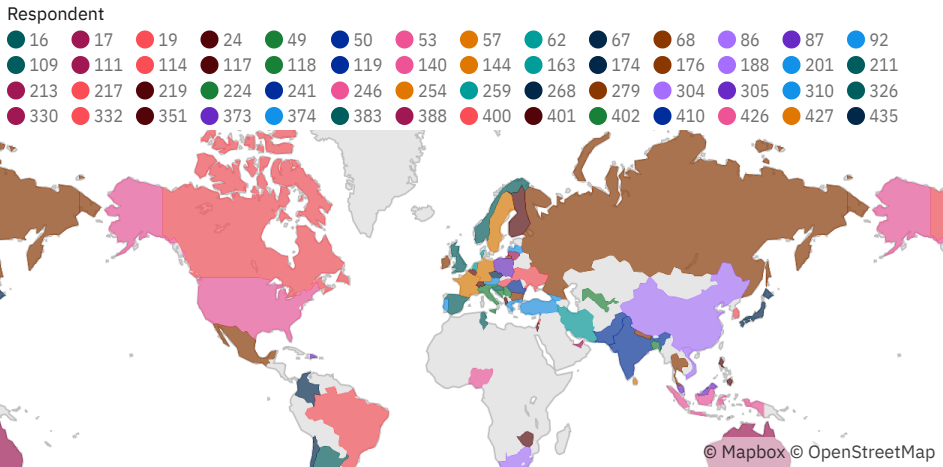 Respondent
16 17 19 24 49 50 53 57 62 67 68 86 87 92
109 111 114 117 118 119 140 144 163 174 176 188 201 211
213 217 219 224 241 246 254 259 268 279 304 305 310 326
330 332 351 373 374 383 388 400 401 402 410 426 427 435
© Mapbox © OpenStreetMap